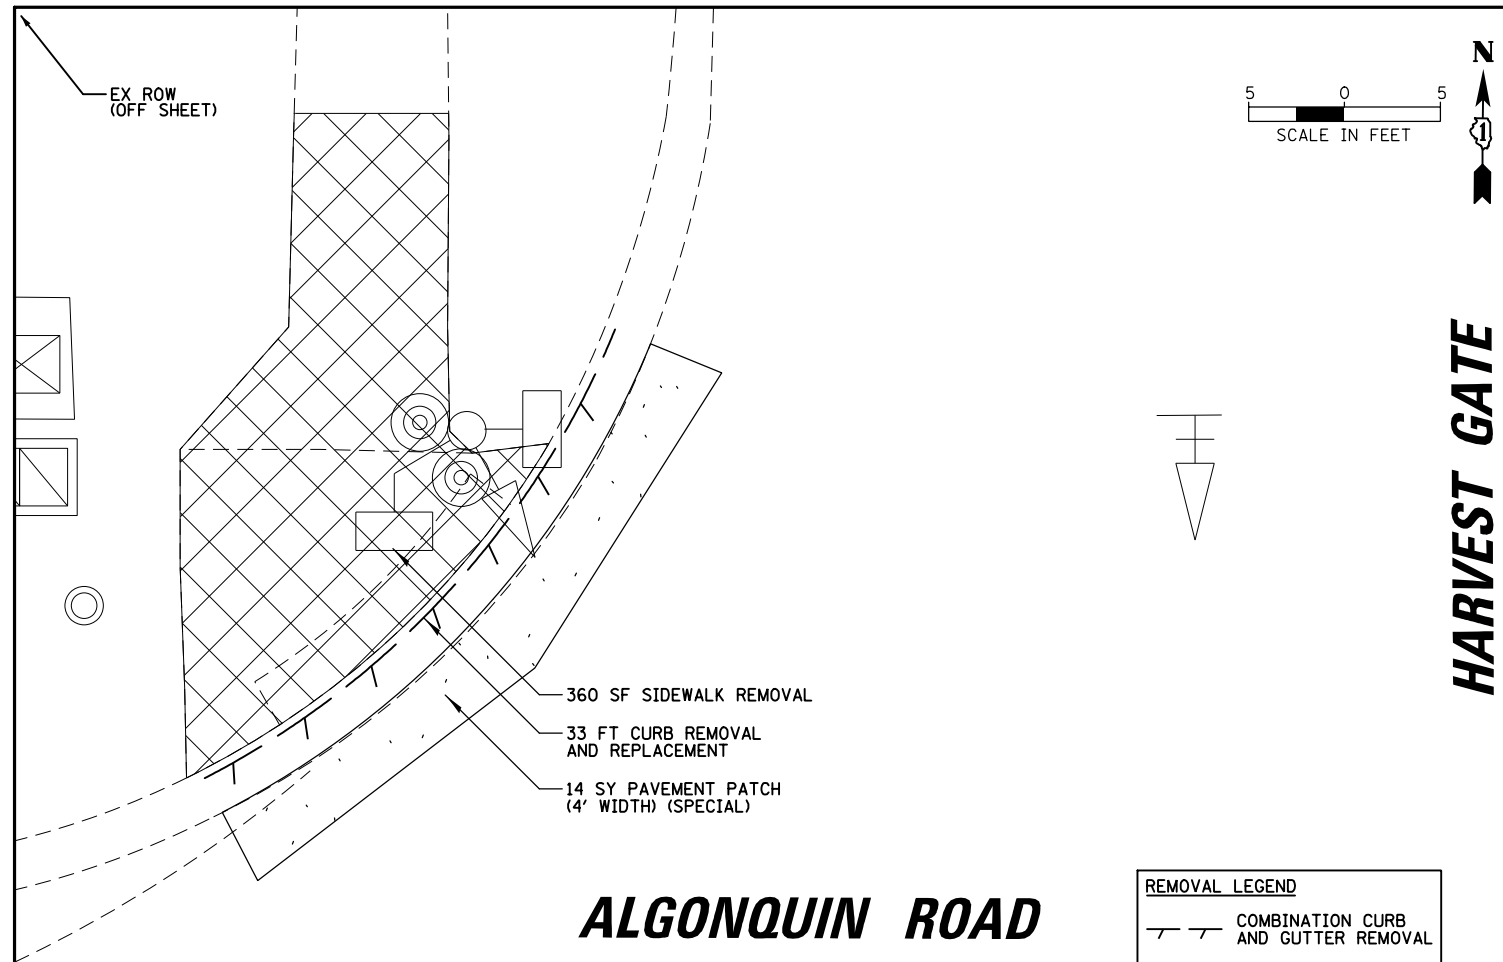 EX ROW
(OFF SHEET)
5 0 5
SCALE IN FEET
N
1
HARVEST GATE
360 SF SIDEWALK REMOVAL
33 FT CURB REMOVAL
AND REPLACEMENT
14 SY PAVEMENT PATCH
(4' WIDTH) (SPECIAL)
ALGONQUIN ROAD
REMOVAL LEGEND
COMBINATION CURB
AND GUTTER REMOVAL